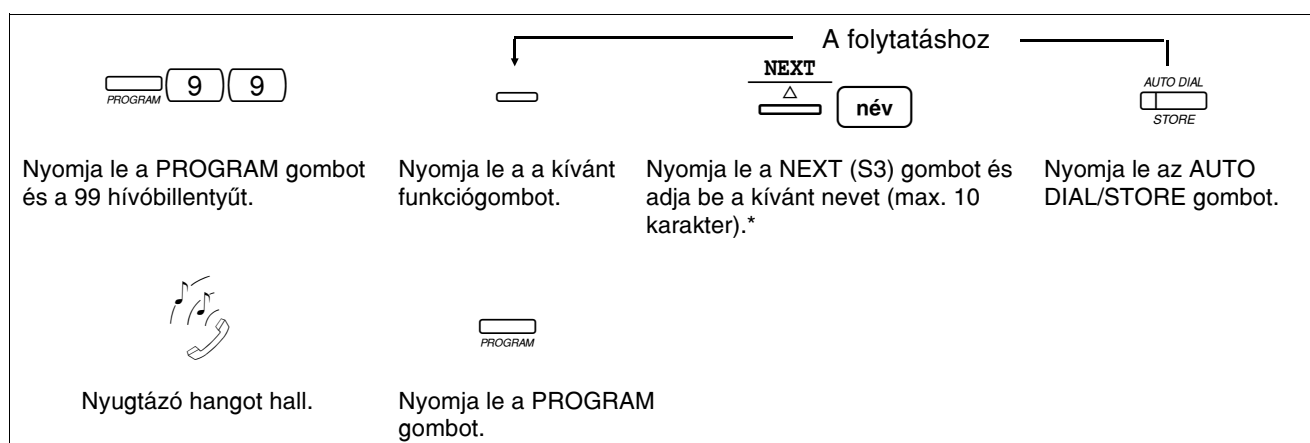 A folytatáshoz
PROGRAM 9 9
NEXT
név
AUTO DIAL
STORE
Nyomja le a PROGRAM gombot
és a 99 hívóbillentyűt.
Nyomja le a a kívánt
funkciógombot.
Nyomja le a NEXT (S3) gombot és
adja be a kívánt nevet (max. 10
karakter).*
Nyomja le az AUTO
DIAL/STORE gombot.
Nyugtázó hangot hall.
PROGRAM
Nyomja le a PROGRAM
gombot.